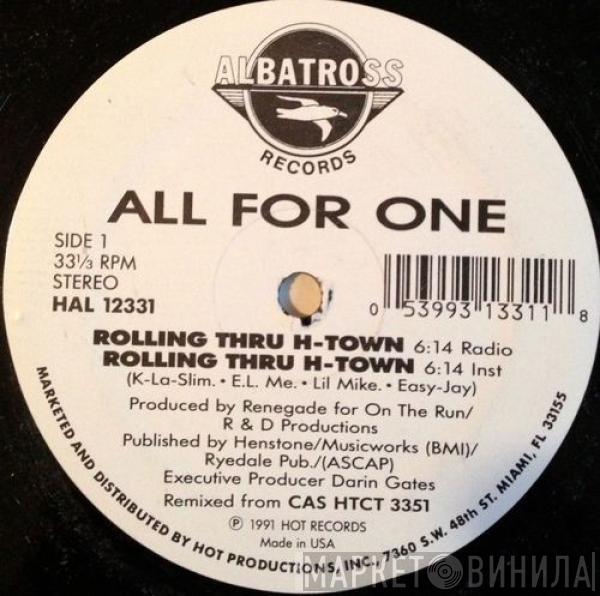 ALBATROSS
RECORDS
ALL FOR ONE
SIDE 1
33⅓ RPM
STEREO
HAL 12331
0 53993 13311 8
ROLLING THRU H-TOWN 6:14 Radio
ROLLING THRU H-TOWN 6:14 Inst
(K-La-Slim. • E.L. Me. • Lil Mike. • Easy-Jay)
Produced by Renegade for On The Run/
R & D Productions
Published by Henstone/Musicworks (BMI)/
Ryedale Pub./(ASCAP)
Executive Producer Darin Gates
Remixed from CAS HTCT 3351
℗ 1991 HOT RECORDS
Made in USA
MARKETED AND DISTRIBUTED BY HOT PRODUCTIONS, INC., 7360 S.W. 48th ST. MIAMI, FL 33155
МАРКЕТ ВИНИЛА